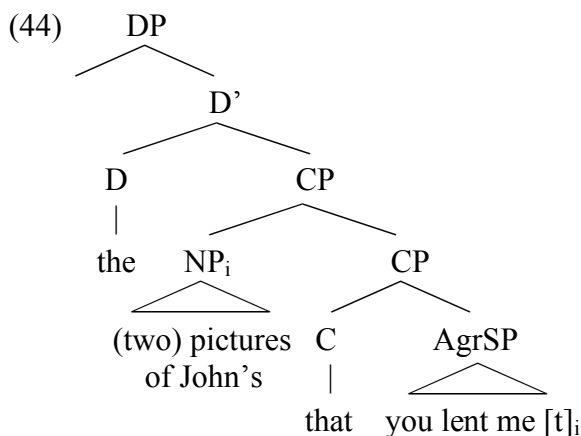 (44) DP
D’
D CP
the NPᵢ CP
(two) pictures C AgrSP
of John’s
that you lent me [t]ᵢ